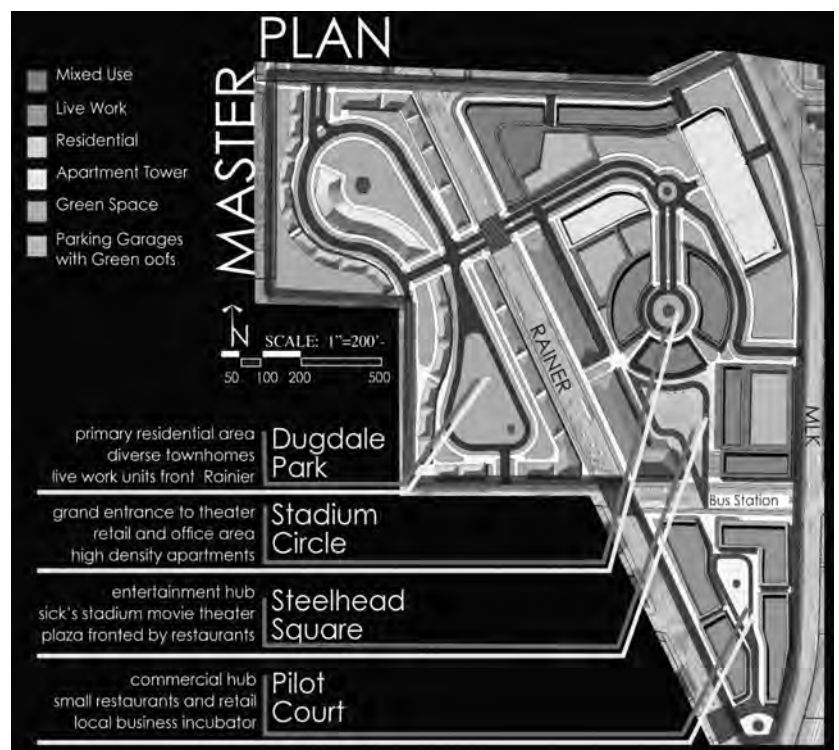 MASTER PLAN
Mixed Use
Live Work
Residential
Apartment Tower
Green Space
Parking Garages
with Green oofs
N
SCALE: 1"=200'-
50 100 200 500
RAINER
MLK
Bus Station
primary residential area
diverse townhomes
live work units front Rainier
Dugdale
Park
grand entrance to theater
retail and office area
high density apartments
Stadium
Circle
entertainment hub
sick's stadium movie theater
plaza fronted by restaurants
Steelhead
Square
commercial hub
small restaurants and retail
local business incubator
Pilot
Court